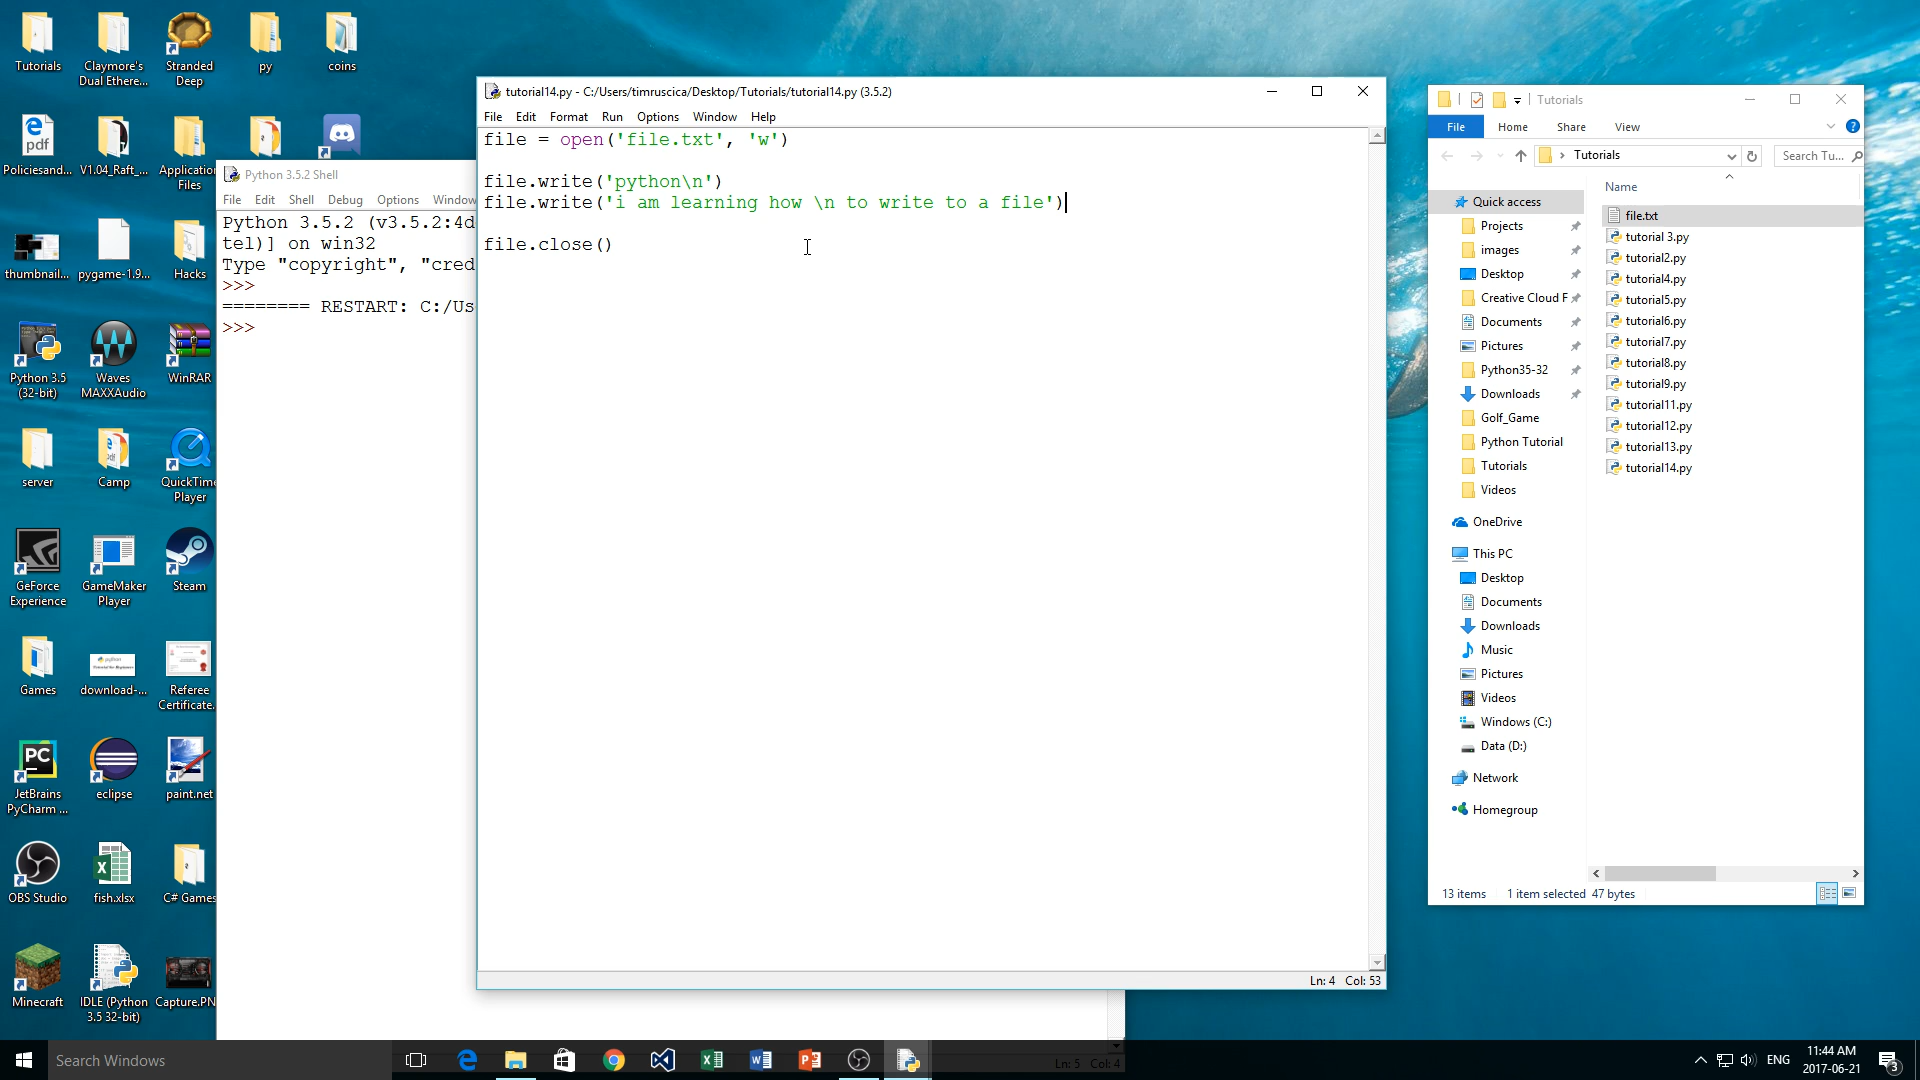 Tutorials
Claymore's
Dual Ethere...
Stranded
Deep
py
coins
Policiesand...
V1.04_Raft_...
Application
Files
thumbnail...
pygame-1.9...
Hacks
Python 3.5
(32-bit)
Waves
MAXXAudio
WinRAR
server
Camp
QuickTime
Player
GeForce
Experience
GameMaker
Player
Steam
Games
download-...
Referee
Certificate.
JetBrains
PyCharm ...
eclipse
paint.net
OBS Studio
fish.xlsx
C# Games
Minecraft
IDLE (Python
3.5 32-bit)
Capture.PN
Python 3.5.2 Shell
File Edit Shell Debug Options Window
Python 3.5.2 (v3.5.2:4d
tel)] on win32
Type "copyright", "cred
>>>
======== RESTART: C:/Us
>>>
Ln: 5 Col: 4
tutorial14.py - C:/Users/timruscica/Desktop/Tutorials/tutorial14.py (3.5.2)
File Edit Format Run Options Window Help
file = open('file.txt', 'w')
file.write('python\n')
file.write('i am learning how \n to write to a file')
file.close()
Ln: 4 Col: 53
Tutorials
File Home Share View
Tutorials
Search Tu...
Quick access
Projects
images
Desktop
Creative Cloud F
Documents
Pictures
Python35-32
Downloads
Golf_Game
Python Tutorial
Tutorials
Videos
OneDrive
This PC
Desktop
Documents
Downloads
Music
Pictures
Videos
Windows (C:)
Data (D:)
Network
Homegroup
Name
file.txt
tutorial 3.py
tutorial2.py
tutorial4.py
tutorial5.py
tutorial6.py
tutorial7.py
tutorial8.py
tutorial9.py
tutorial11.py
tutorial12.py
tutorial13.py
tutorial14.py
13 items 1 item selected 47 bytes
Search Windows
ENG
11:44 AM
2017-06-21
3